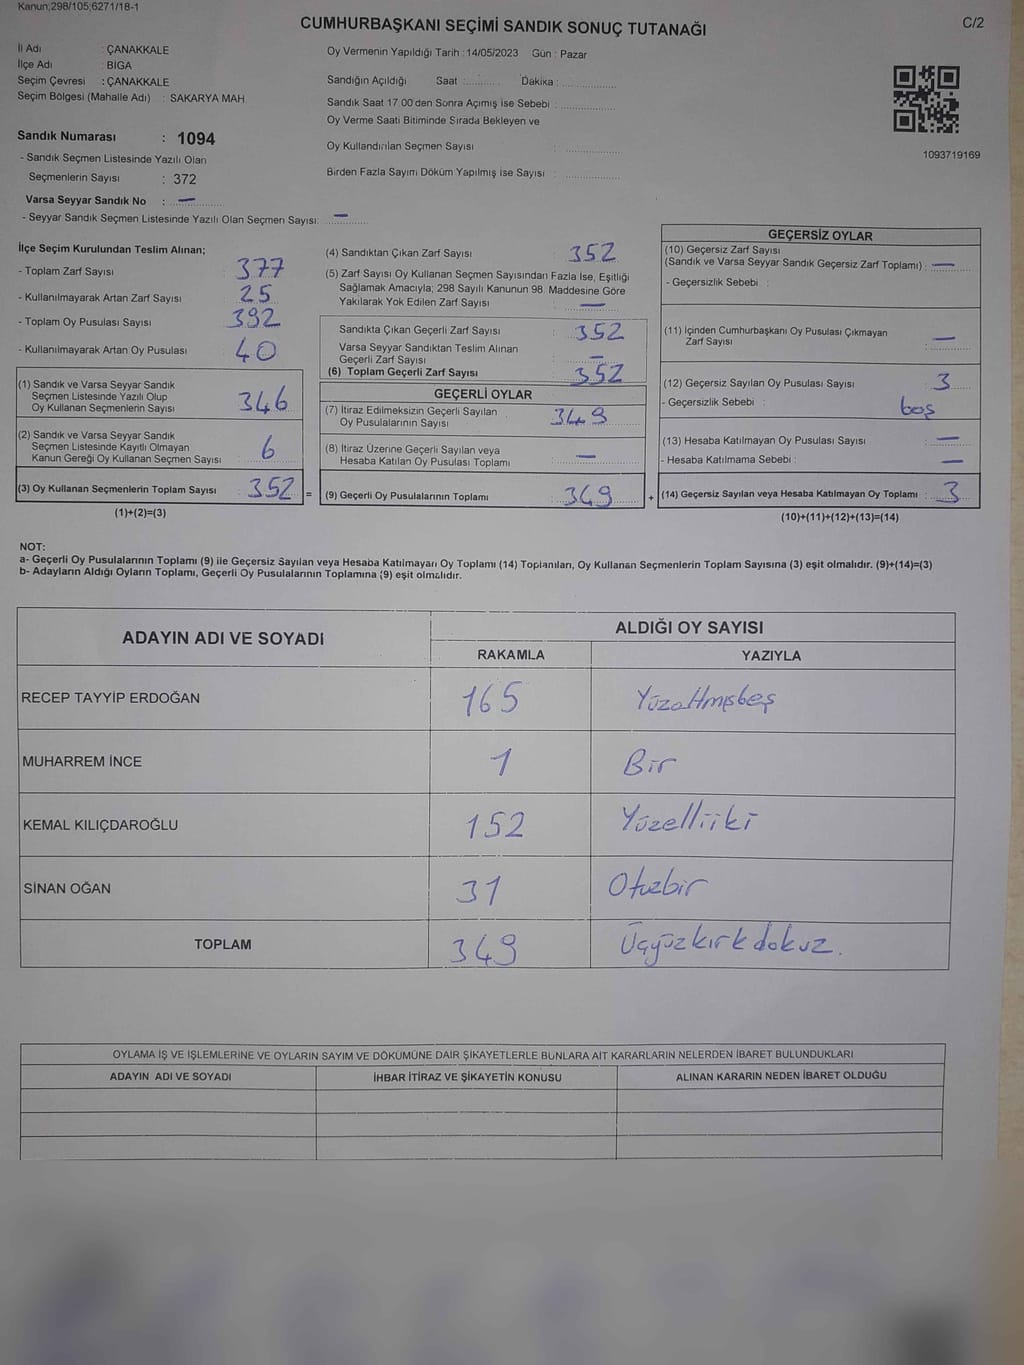 Kanun;298/105;6271/18-1
CUMHURBAŞKANI SEÇİMİ SANDIK SONUÇ TUTANAĞI
C/2
İl Adı : ÇANAKKALE
İlçe Adı : BİGA
Seçim Çevresi : ÇANAKKALE
Seçim Bölgesi (Mahalle Adı) : SAKARYA MAH
Oy Vermenin Yapıldığı Tarih : 14/05/2023 Gün : Pazar
Sandığın Açıldığı Saat :.......... Dakika :................
Sandık Saat 17.00'den Sonra Açımış İse Sebebi :................
Oy Verme Saati Bitiminde Sırada Bekleyen ve
Oy Kullandırılan Seçmen Sayısı :................
Birden Fazla Sayım Döküm Yapılmış ise Sayısı :................
1093719169
Sandık Numarası : 1094
- Sandık Seçmen Listesinde Yazılı Olan
Seçmenlerin Sayısı : 372
Varsa Seyyar Sandık No : —
- Seyyar Sandık Seçmen Listesinde Yazılı Olan Seçmen Sayısı: —
İlçe Seçim Kurulundan Teslim Alınan;
- Toplam Zarf Sayısı 377
- Kullanılmayarak Artan Zarf Sayısı 25
- Toplam Oy Pusulası Sayısı 392
- Kullanılmayarak Artan Oy Pusulası 40
(1) Sandık ve Varsa Seyyar Sandık
Seçmen Listesinde Yazılı Olup
Oy Kullanan Seçmenlerin Sayısı 346
(2) Sandık ve Varsa Seyyar Sandık
Seçmen Listesinde Kayıtlı Olmayan
Kanun Gereği Oy Kullanan Seçmen Sayısı 6
(3) Oy Kullanan Seçmenlerin Toplam Sayısı 352 =
(1)+(2)=(3)
(4) Sandıktan Çıkan Zarf Sayısı 352
(5) Zarf Sayısı Oy Kullanan Seçmen Sayısından Fazla İse, Eşitliği
Sağlamak Amacıyla; 298 Sayılı Kanunun 98. Maddesine Göre
Yakılarak Yok Edilen Zarf Sayısı —
Sandıkta Çıkan Geçerli Zarf Sayısı : 352
Varsa Seyyar Sandıktan Teslim Alınan
Geçerli Zarf Sayısı : —
(6) Toplam Geçerli Zarf Sayısı : 352
GEÇERLİ OYLAR
(7) İtiraz Edilmeksizin Geçerli Sayılan
Oy Pusulalarının Sayısı : 349
(8) İtiraz Üzerine Geçerli Sayılan veya
Hesaba Katılan Oy Pusulası Toplamı : —
(9) Geçerli Oy Pusulalarının Toplamı : 349 +
GEÇERSİZ OYLAR
(10) Geçersiz Zarf Sayısı
(Sandık ve Varsa Seyyar Sandık Geçersiz Zarf Toplamı) : —
- Geçersizlik Sebebi :
(11) İçinden Cumhurbaşkanı Oy Pusulası Çıkmayan
Zarf Sayısı : —
(12) Geçersiz Sayılan Oy Pusulası Sayısı : 3
- Geçersizlik Sebebi : boş
(13) Hesaba Katılmayan Oy Pusulası Sayısı : —
- Hesaba Katılmama Sebebi : —
(14) Geçersiz Sayılan veya Hesaba Katılmayan Oy Toplamı : 3
(10)+(11)+(12)+(13)=(14)
NOT:
a- Geçerli Oy Pusulalarının Toplamı (9) ile Geçersiz Sayılan veya Hesaba Katılmayan Oy Toplamı (14) Toplanıları, Oy Kullanan Seçmenlerin Toplam Sayısına (3) eşit olmalıdır. (9)+(14)=(3)
b- Adayların Aldığı Oyların Toplamı, Geçerli Oy Pusulalarının Toplamına (9) eşit olmalıdır.
ADAYIN ADI VE SOYADI
ALDIĞI OY SAYISI
RAKAMLA YAZIYLA
RECEP TAYYİP ERDOĞAN 165 Yüzaltmışbeş
MUHARREM İNCE 1 Bir
KEMAL KILIÇDAROĞLU 152 Yüzelliiki
SİNAN OĞAN 31 Otuzbir
TOPLAM 349 Üçyüzkırkdokuz.
OYLAMA İŞ VE İŞLEMLERİNE VE OYLARIN SAYIM VE DÖKÜMÜNE DAİR ŞİKAYETLERLE BUNLARA AİT KARARLARIN NELERDEN İBARET BULUNDUKLARI
ADAYIN ADI VE SOYADI İHBAR İTİRAZ VE ŞİKAYETİN KONUSU ALINAN KARARIN NEDEN İBARET OLDUĞU